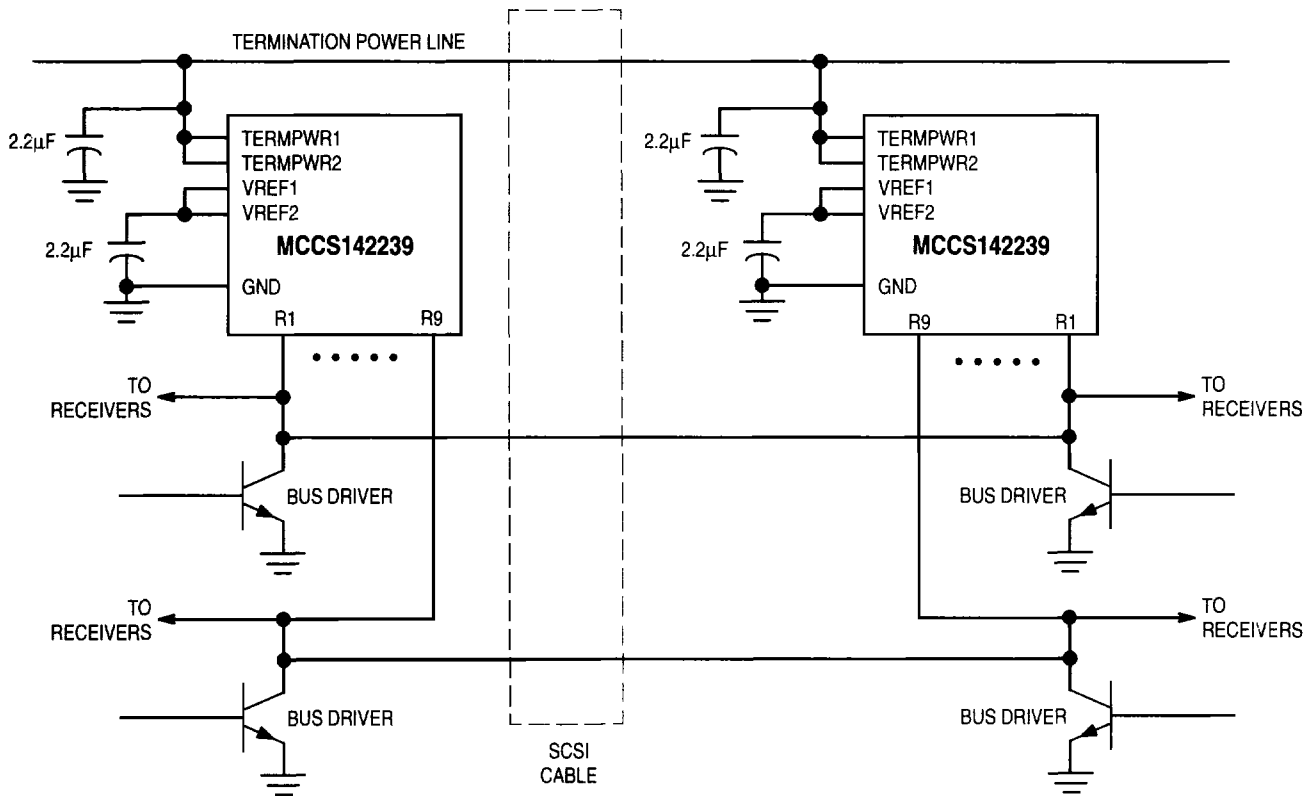 TERMINATION POWER LINE
2.2µF
TERMPWR1
TERMPWR2
VREF1
VREF2
2.2µF
MCCS142239
GND
R1
R9
TO
RECEIVERS
BUS DRIVER
TO
RECEIVERS
BUS DRIVER
SCSI
CABLE
2.2µF
TERMPWR1
TERMPWR2
VREF1
VREF2
2.2µF
MCCS142239
GND
R9
R1
TO
RECEIVERS
BUS DRIVER
TO
RECEIVERS
BUS DRIVER